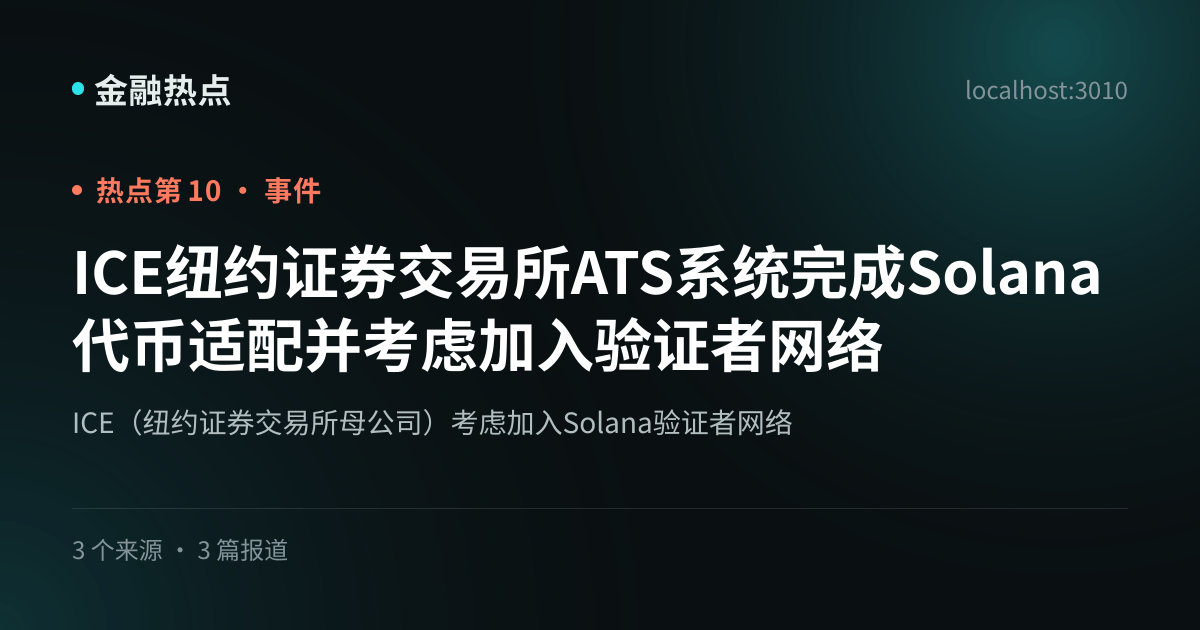 金融热点
localhost:3010
热点第 10 · 事件
ICE纽约证券交易所ATS系统完成Solana
代币适配并考虑加入验证者网络
ICE（纽约证券交易所母公司）考虑加入Solana验证者网络
3 个来源 · 3 篇报道